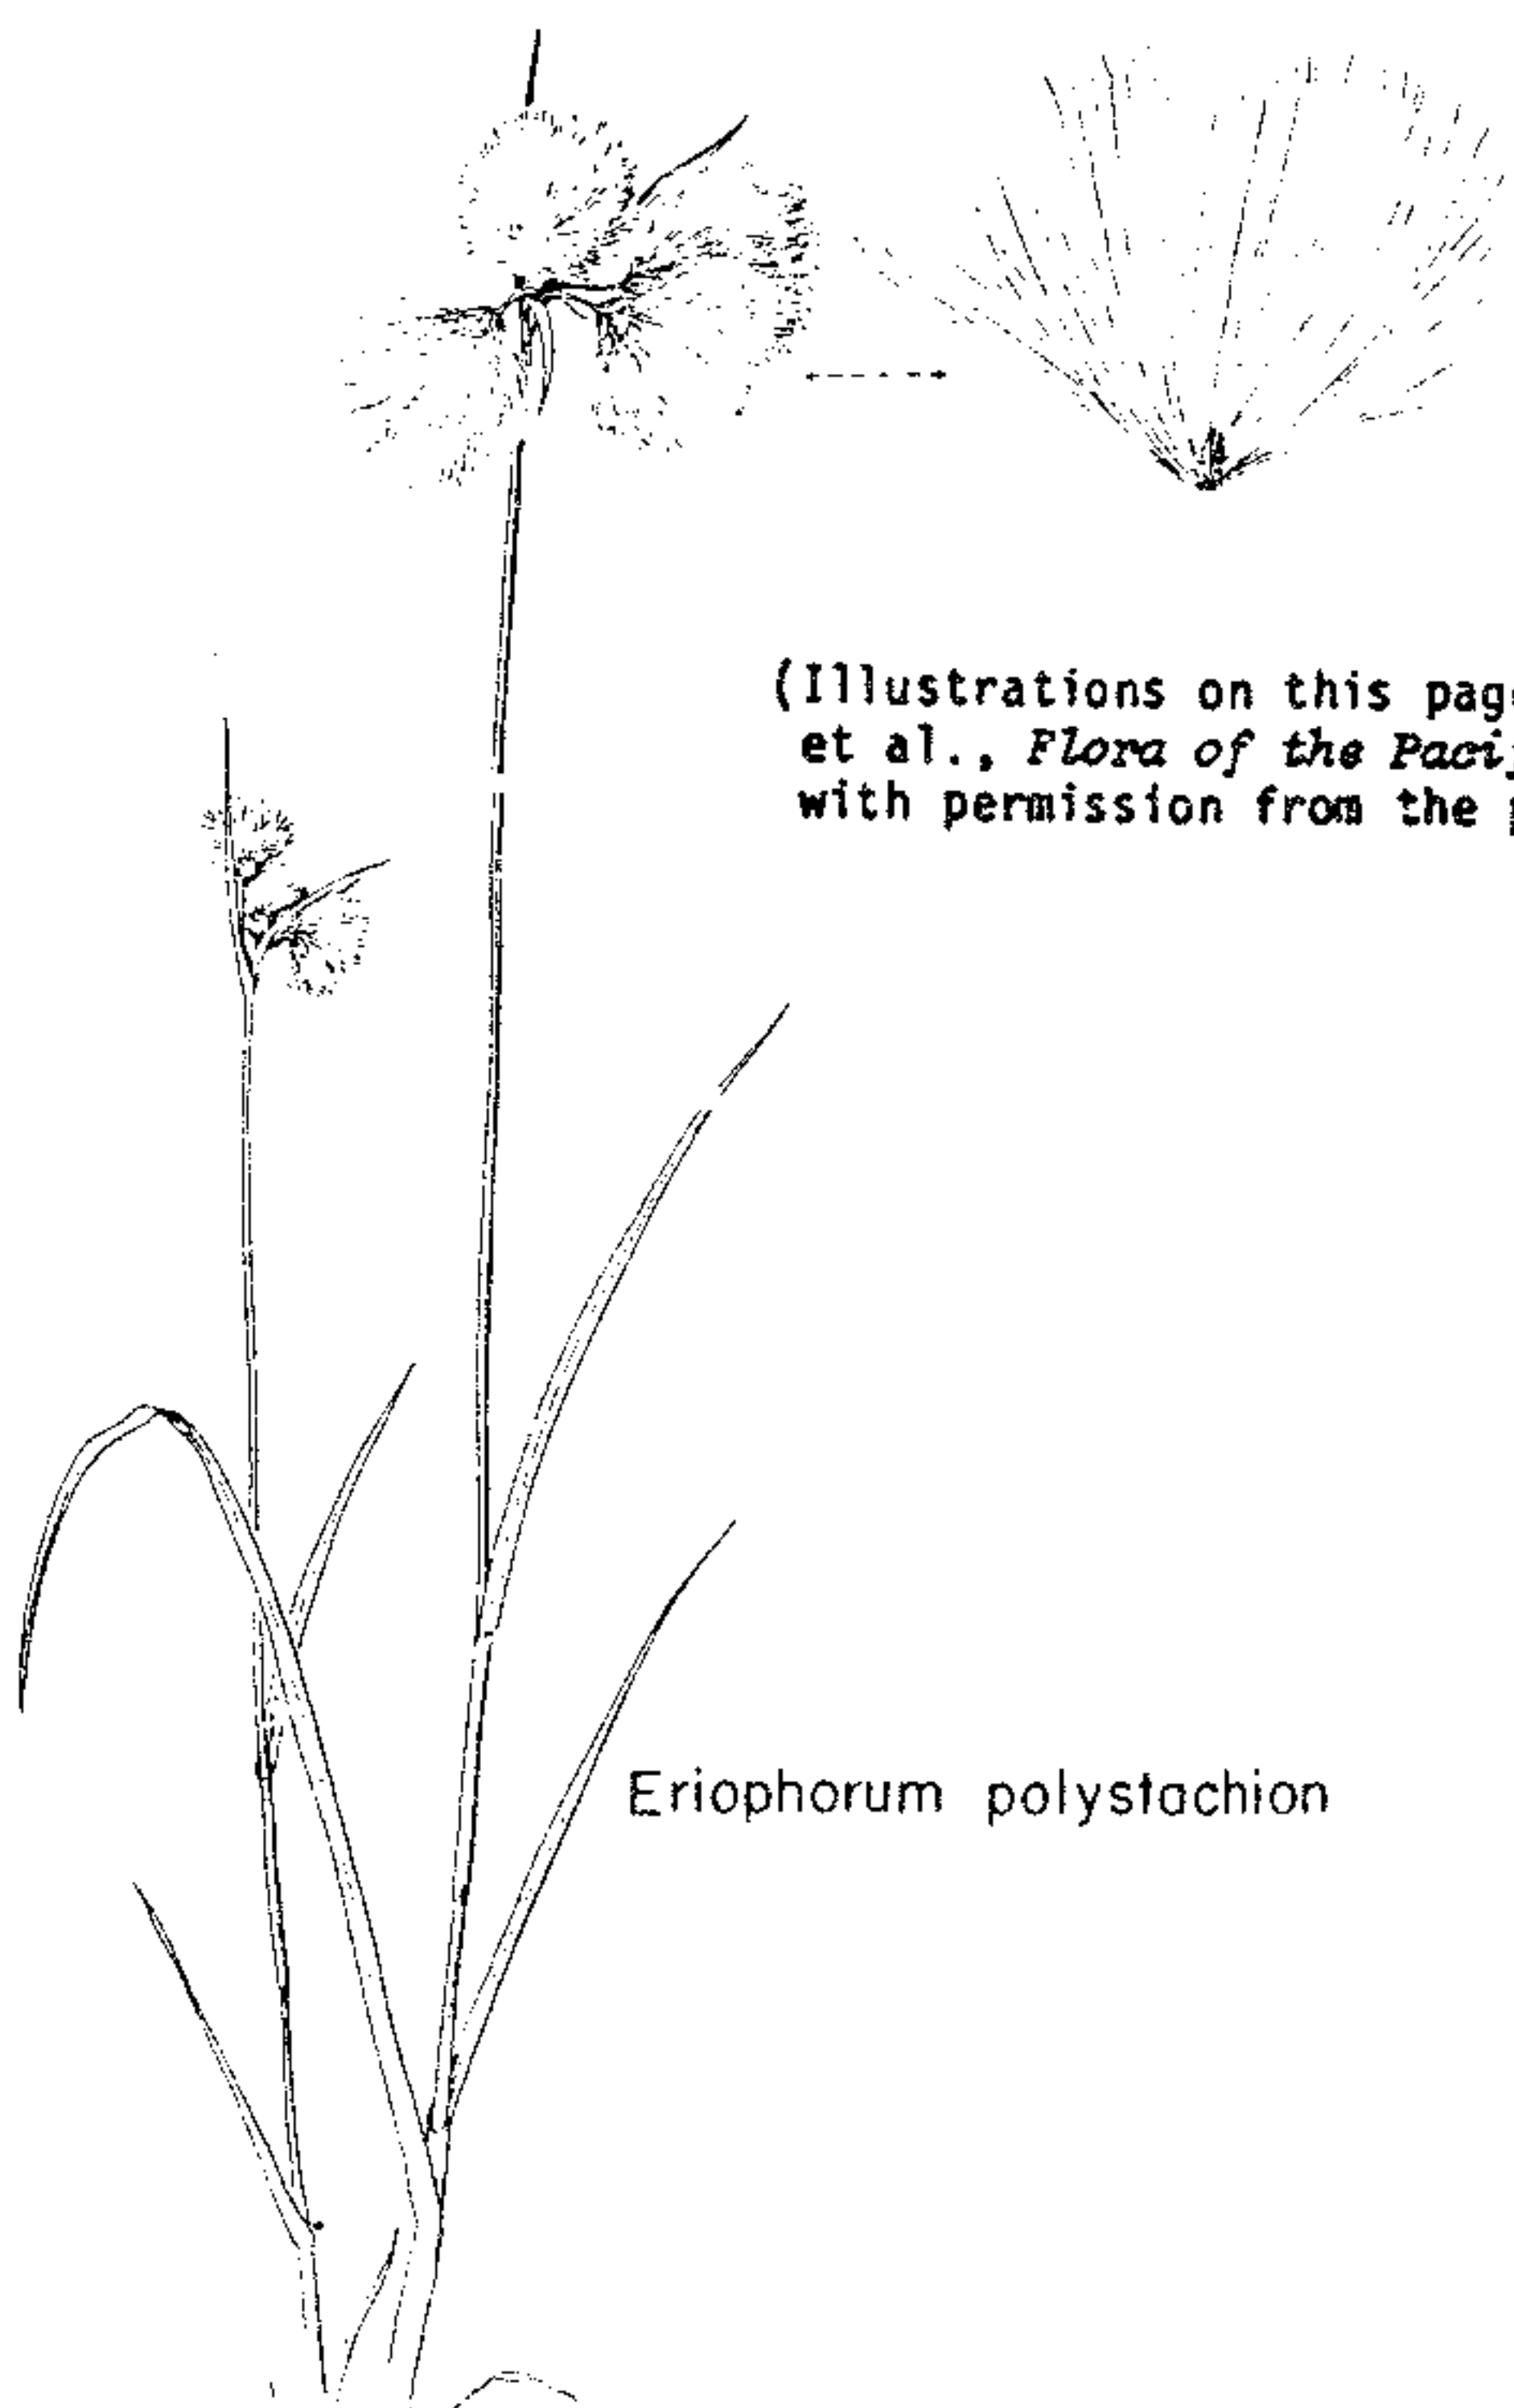 (Illustrations on this pag
et al., Flora of the Paci
with permission from the
Eriophorum polystachion